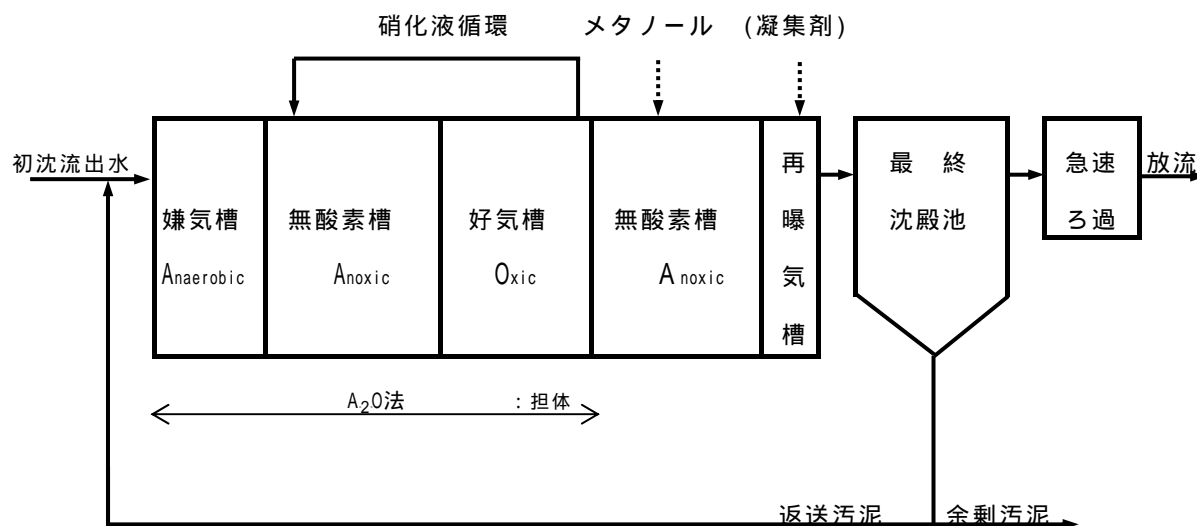 硝化液循環 メタノール (凝集剤)
初沈流出水
嫌気槽
Anaerobic
無酸素槽
Anoxic
好気槽
Oxic
無酸素槽
Anoxic
再曝気槽
最 終
沈殿池
急速
ろ過
放流
A2O法 :担体
返送汚泥 余剰汚泥